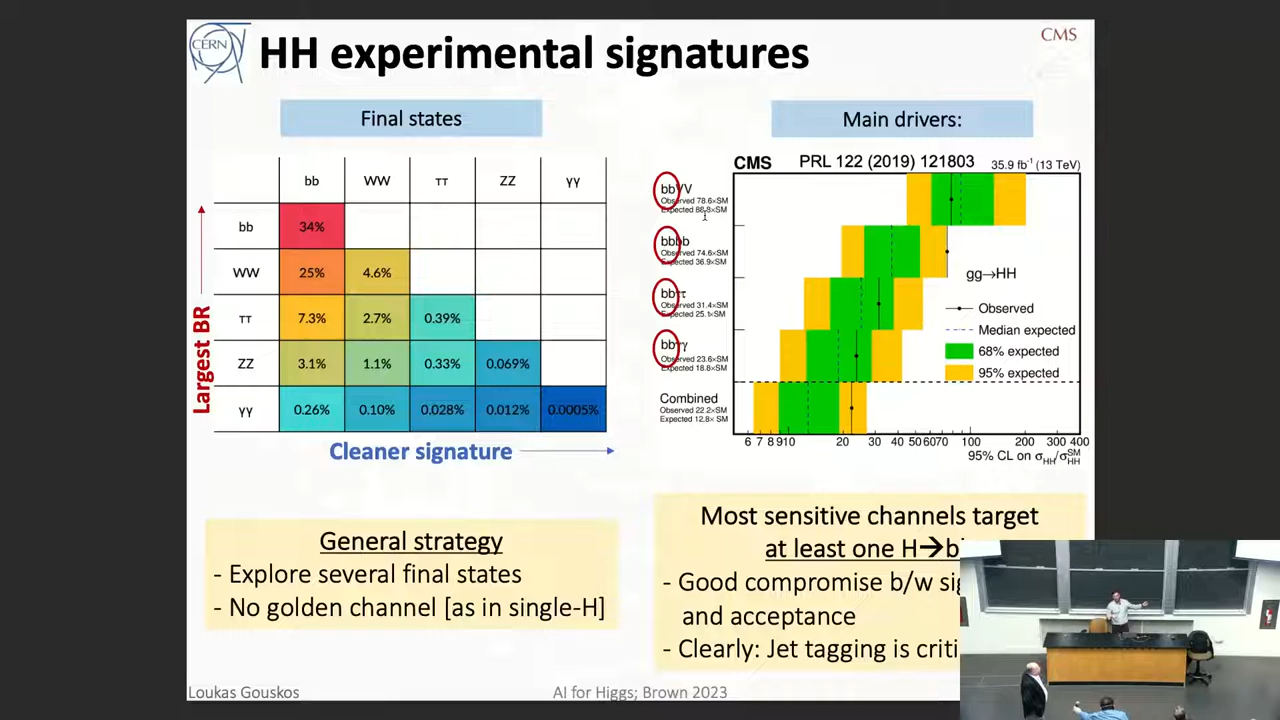 CERN
HH experimental signatures
CMS
Final states
bb WW ττ ZZ γγ
bb 34%
WW 25% 4.6%
ττ 7.3% 2.7% 0.39%
ZZ 3.1% 1.1% 0.33% 0.069%
γγ 0.26% 0.10% 0.028% 0.012% 0.0005%
Largest BR
Cleaner signature
General strategy
- Explore several final states
- No golden channel [as in single-H]
Main drivers:
CMS PRL 122 (2019) 121803 35.9 fb⁻¹ (13 TeV)
bbVV
Observed 78.6×SM
Expected 88.8×SM
bbbb
Observed 74.6×SM
Expected 36.9×SM
bbττ
Observed 31.4×SM
Expected 25.1×SM
bbγγ
Observed 23.6×SM
Expected 18.8×SM
Combined
Observed 22.2×SM
Expected 12.8×SM
gg→HH
Observed
Median expected
68% expected
95% expected
6 7 8 910 20 30 40 50 6070 100 200 300 400
95% CL on σHH/σHH SM
Most sensitive channels target
at least one H→b
- Good compromise b/w sig
and acceptance
- Clearly: Jet tagging is criti
Loukas Gouskos
AI for Higgs; Brown 2023